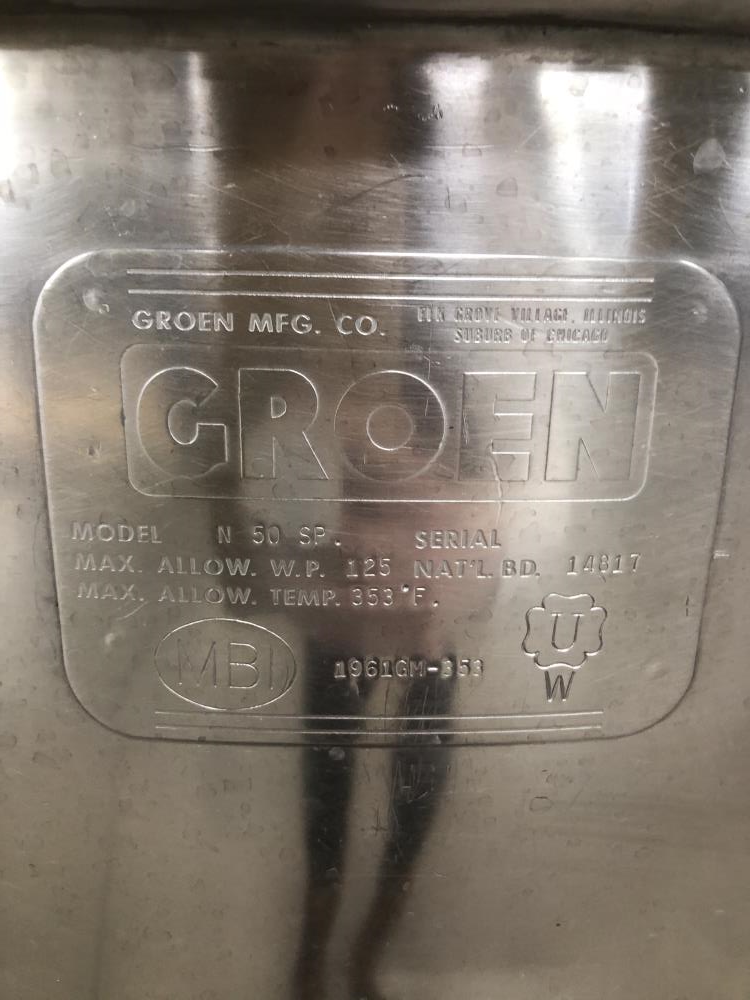 GROEN MFG. CO. ELK GROVE VILLAGE, ILLINOIS
SUBURB OF CHICAGO
GROEN
MODEL N 50 SP. SERIAL
MAX. ALLOW. W.P. 125 NAT'L. BD. 14817
MAX. ALLOW. TEMP. 353°F.
U
MBI 1961GM-353
W